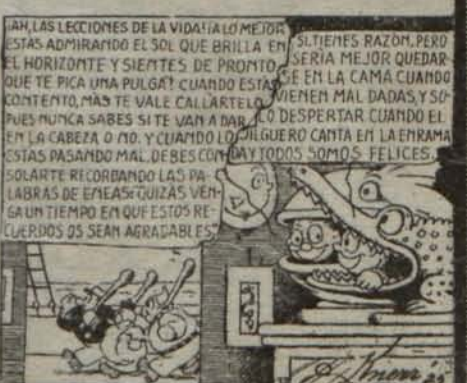 ¡AH, LAS LECCIONES DE LA VIDA! ¡A LO MEJOR
ESTAS ADMIRANDO EL SOL QUE BRILLA EN
EL HORIZONTE Y SIENTES DE PRONTO
QUE TE PICA UNA PULGA! CUANDO ESTÁS
CONTENTO, MÁS TE VALE CALLÁRTELO,
PUES NUNCA SABES SI TE VAN A DAR
EN LA CABEZA O NO. Y CUANDO LO
ESTAS PASANDO MAL, DEBES CON-
SOLARTE RECORDANDO LAS PA-
LABRAS DE ENEAS: QUIZÁS VEN-
GA UN TIEMPO EN QUE ESTOS RE-
CUERDOS OS SEAN AGRADABLES
SI, TIENES RAZÓN, PERO
SERÍA MEJOR QUEDAR-
SE EN LA CAMA CUANDO
VIENEN MAL DADAS, Y SÓ-
LO DESPERTAR CUANDO EL
JILGUERO CANTA EN LA ENRAMA-
DA Y TODOS SOMOS FELICES.